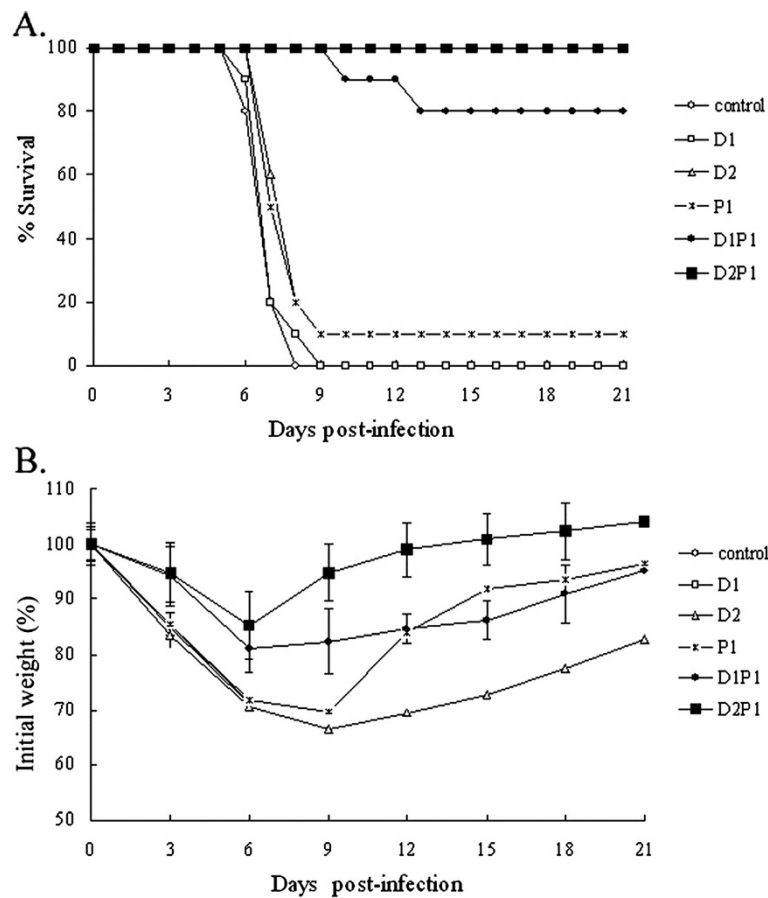 A.
% Survival
100
80
60
40
20
0
0 3 6 9 12 15 18 21
Days post-infection
control
D1
D2
P1
D1P1
D2P1
B.
Initial weight (%)
110
100
90
80
70
60
50
0 3 6 9 12 15 18 21
Days post-infection
control
D1
D2
P1
D1P1
D2P1